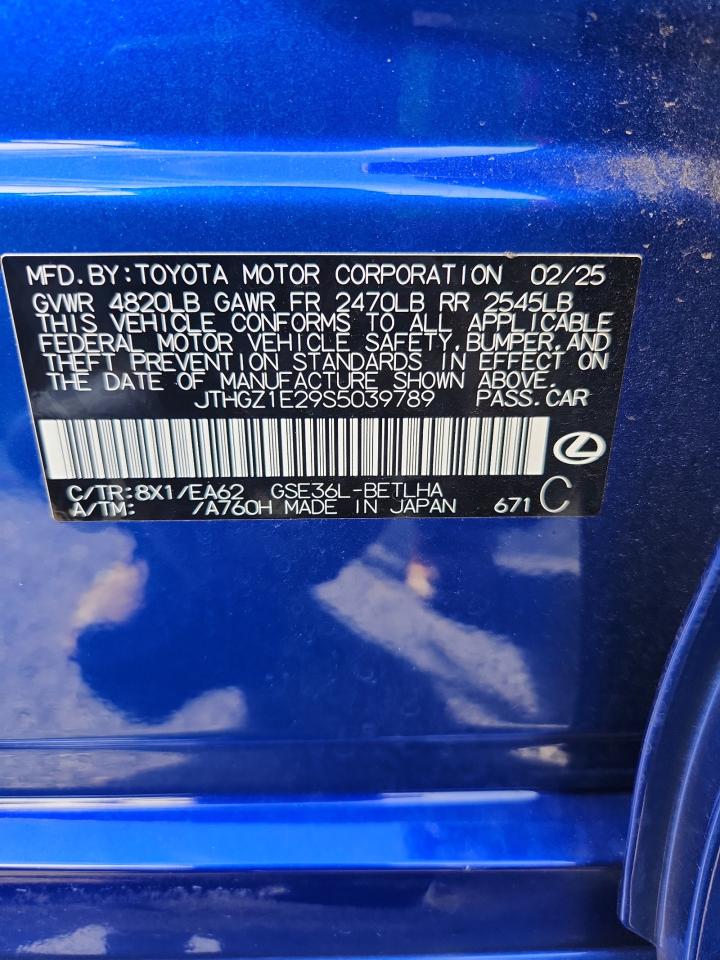 MFD.BY:TOYOTA MOTOR CORPORATION 02/25
GVWR 4820LB GAWR FR 2470LB RR 2545LB
THIS VEHICLE CONFORMS TO ALL APPLICABLE
FEDERAL MOTOR VEHICLE SAFETY,BUMPER,AND
THEFT PREVENTION STANDARDS IN EFFECT ON
THE DATE OF MANUFACTURE SHOWN ABOVE.
JTHGZ1E29S5039789 PASS.CAR
C/TR:8X1/EA62 GSE36L-BETLHA
A/TM: /A760H MADE IN JAPAN 671 C